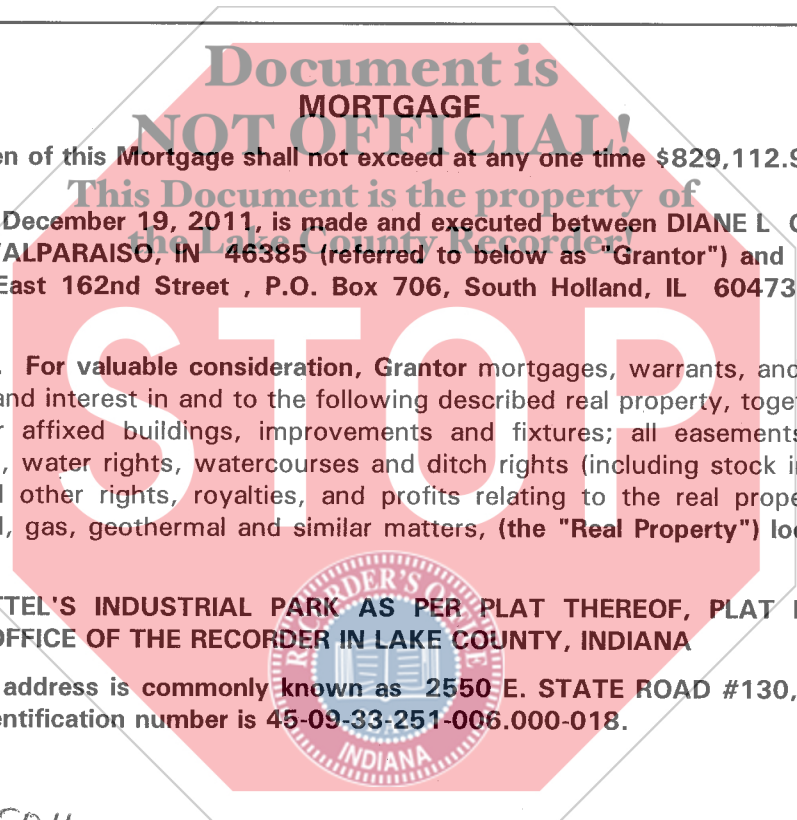 Document is
MORTGAGE
NOT OFFICIAL!
en of this Mortgage shall not exceed at any one time $829,112.9
This Document is the property of
December 19, 2011, is made and executed between DIANE L
the Lake County Recorder!
VALPARAISO, IN 46385 (referred to below as "Grantor") and
East 162nd Street , P.O. Box 706, South Holland, IL 60473
STOP
. For valuable consideration, Grantor mortgages, warrants, and
and interest in and to the following described real property, toge
r affixed buildings, improvements and fixtures; all easements
, water rights, watercourses and ditch rights (including stock i
d other rights, royalties, and profits relating to the real prope
l, gas, geothermal and similar matters, (the "Real Property") loc
TTEL'S INDUSTRIAL PARK AS PER PLAT THEREOF, PLAT
OFFICE OF THE RECORDER IN LAKE COUNTY, INDIANA
RECORDER'S OFFICE
address is commonly known as 2550 E. STATE ROAD #130,
entification number is 45-09-33-251-006.000-018.
INDIANA